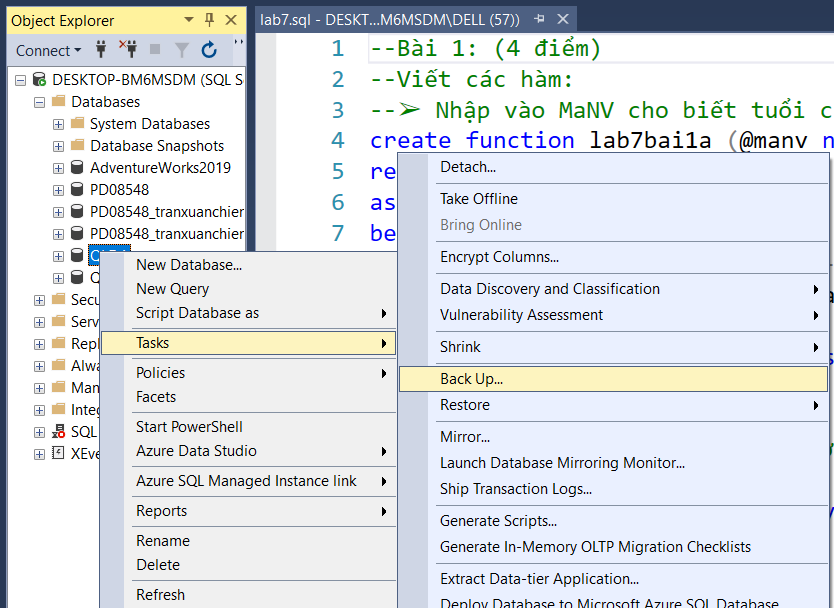 Object Explorer
Connect
DESKTOP-BM6MSDM (SQL S
Databases
System Databases
Database Snapshots
AdventureWorks2019
PD08548
PD08548_tranxuanchier
PD08548_tranxuanchier
Q
Secu
Serv
Repl
Alwa
Man
Integ
SQL
XEve
lab7.sql - DESKT...M6MSDM\DELL (57))
1 --Bài 1: (4 điểm)
2 --Viết các hàm:
3 --➢ Nhập vào MaNV cho biết tuổi c
4 create function lab7bai1a (@manv n
5 re
6 as
7 be
New Database...
New Query
Script Database as
Tasks
Policies
Facets
Start PowerShell
Azure Data Studio
Azure SQL Managed Instance link
Reports
Rename
Delete
Refresh
Detach...
Take Offline
Bring Online
Encrypt Columns...
Data Discovery and Classification
Vulnerability Assessment
Shrink
Back Up...
Restore
Mirror...
Launch Database Mirroring Monitor...
Ship Transaction Logs...
Generate Scripts...
Generate In-Memory OLTP Migration Checklists
Extract Data-tier Application...
Deploy Database to Microsoft Azure SQL Database